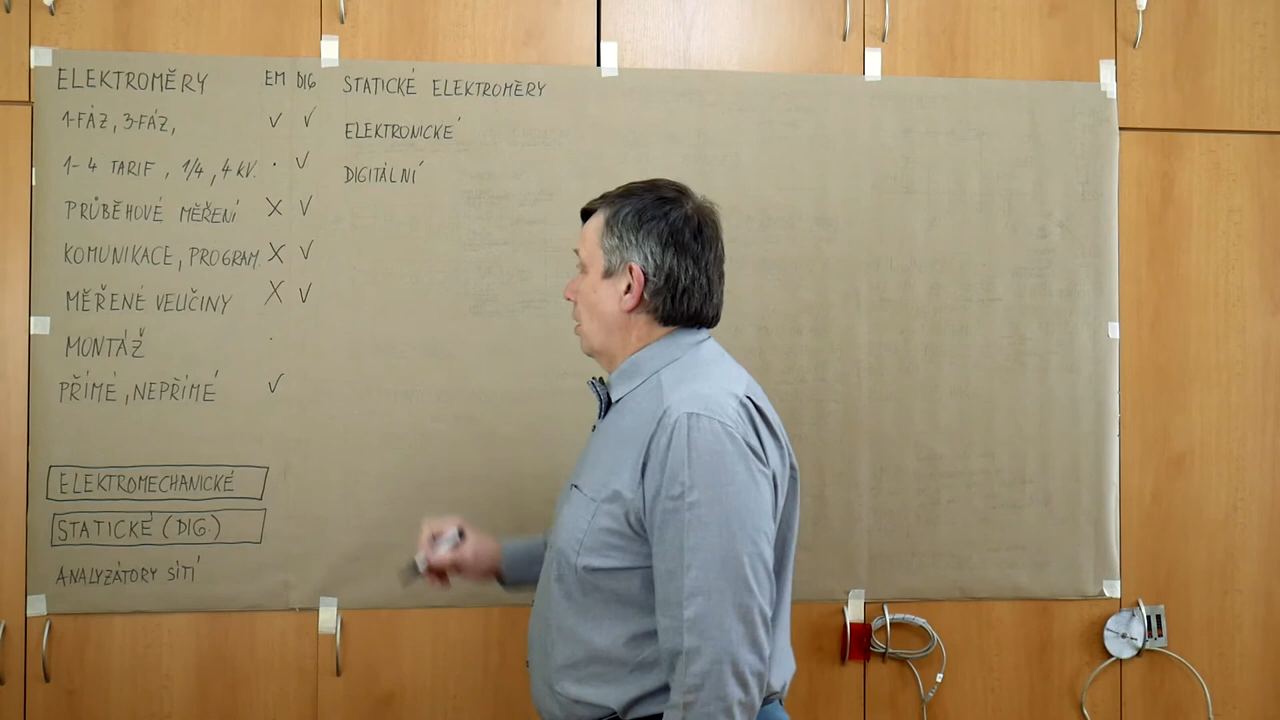 ELEKTROMĚRY EM DIG
1-FÁZ, 3-FÁZ, ✓ ✓
1-4 TARIF, 1/4, 4 KV. · ✓
PRŮBĚHOVÉ MĚŘENÍ X ✓
KOMUNIKACE, PROGRAM. X ✓
MĚŘENÉ VELIČINY X ✓
MONTÁŽ
PŘÍMÉ, NEPŘÍMÉ ✓
ELEKTROMECHANICKÉ
STATICKÉ (DIG.)
ANALYZÁTORY SÍTÍ
STATICKÉ ELEKTROMĚRY
ELEKTRONICKÉ
DIGITÁLNÍ